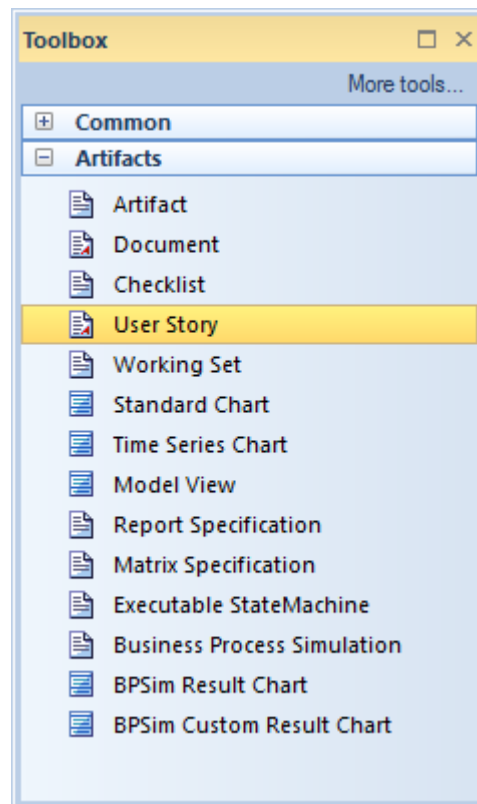 Toolbox
More tools...
Common
Artifacts
Artifact
Document
Checklist
User Story
Working Set
Standard Chart
Time Series Chart
Model View
Report Specification
Matrix Specification
Executable StateMachine
Business Process Simulation
BPSim Result Chart
BPSim Custom Result Chart